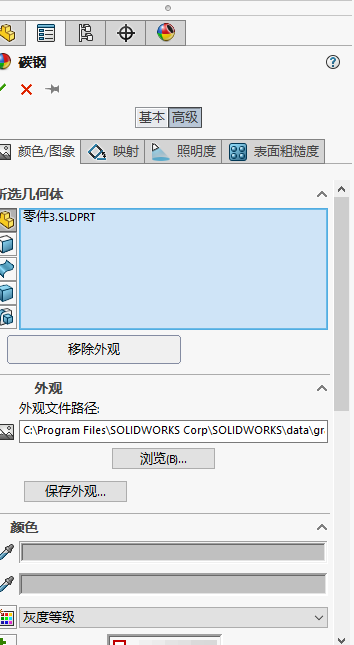 碳钢
基本 高级
颜色/图象 映射 照明度 表面粗糙度
所选几何体
零件3.SLDPRT
移除外观
外观
外观文件路径:
C:\Program Files\SOLIDWORKS Corp\SOLIDWORKS\data\gr
浏览(B)...
保存外观...
颜色
灰度等级